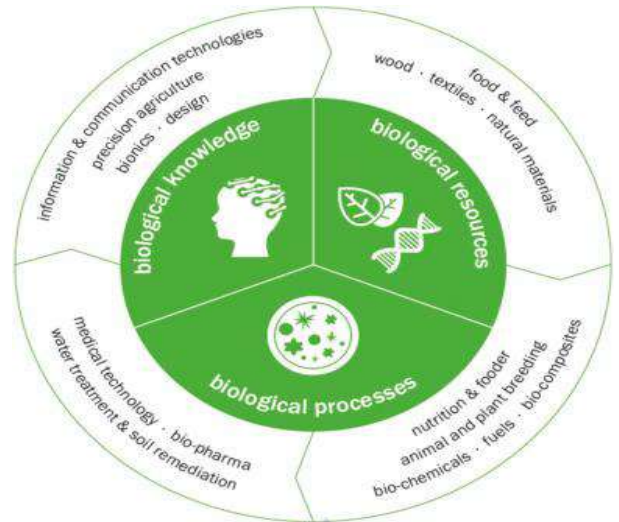 information & communication technologies
precision agriculture
bionics · design
food & feed
wood · textiles · natural materials
biological knowledge
biological resources
biological processes
medical technology · bio-pharma
water treatment & soil remediation
nutrition & fooder
animal and plant breeding
bio-chemicals · fuels · bio-composites